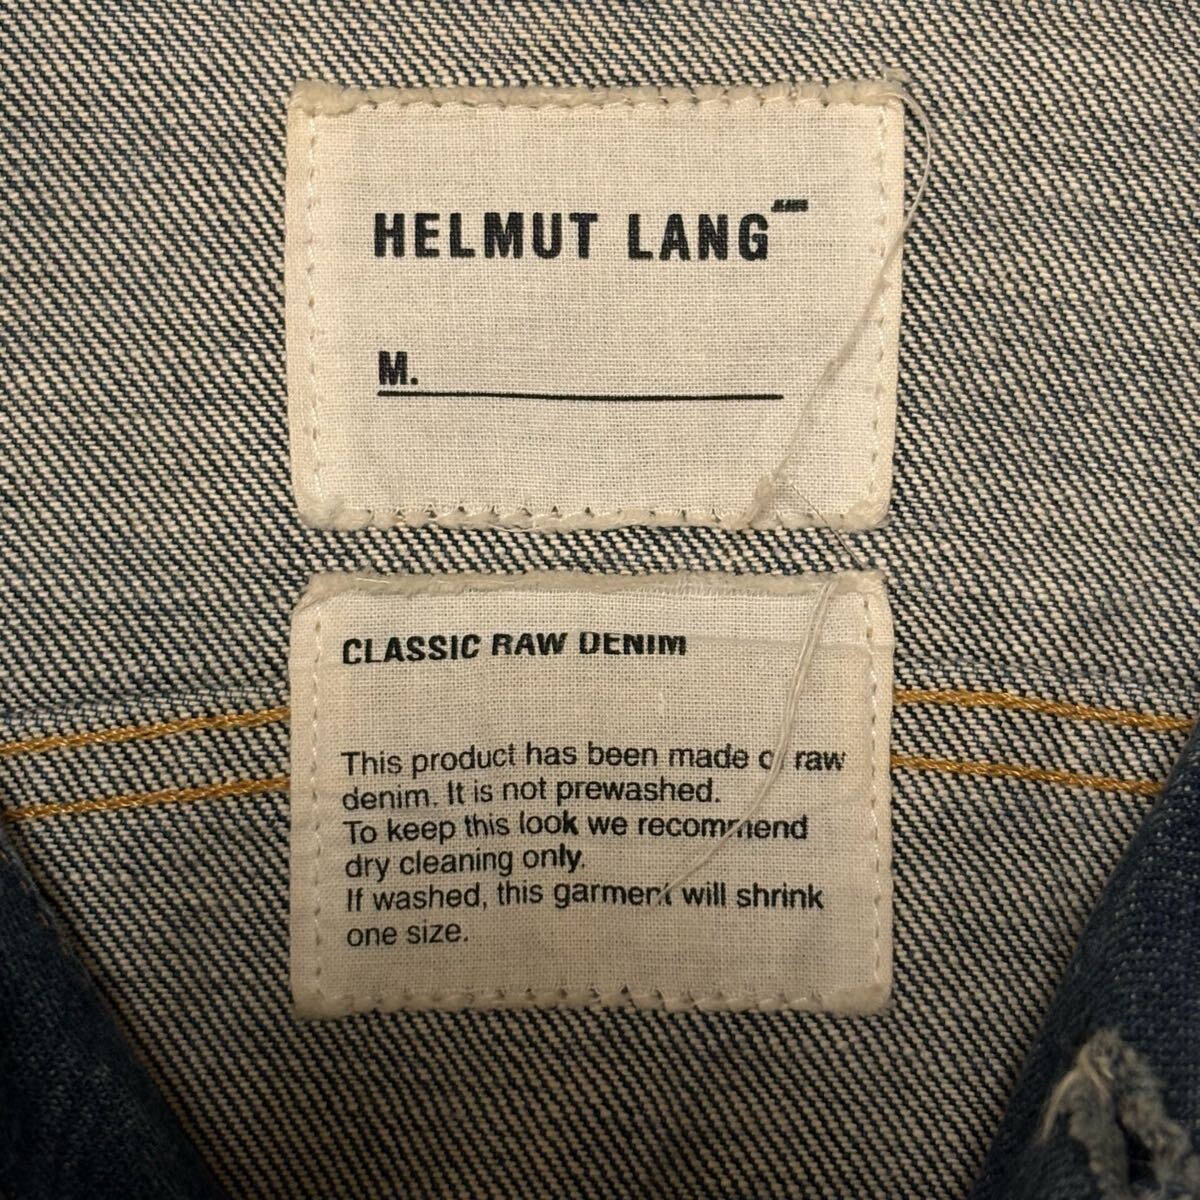 HELMUT LANG JEANS
M.
CLASSIC RAW DENIM
This product has been made of raw
denim. It is not prewashed.
To keep this look we recommend
dry cleaning only.
If washed, this garment will shrink
one size.